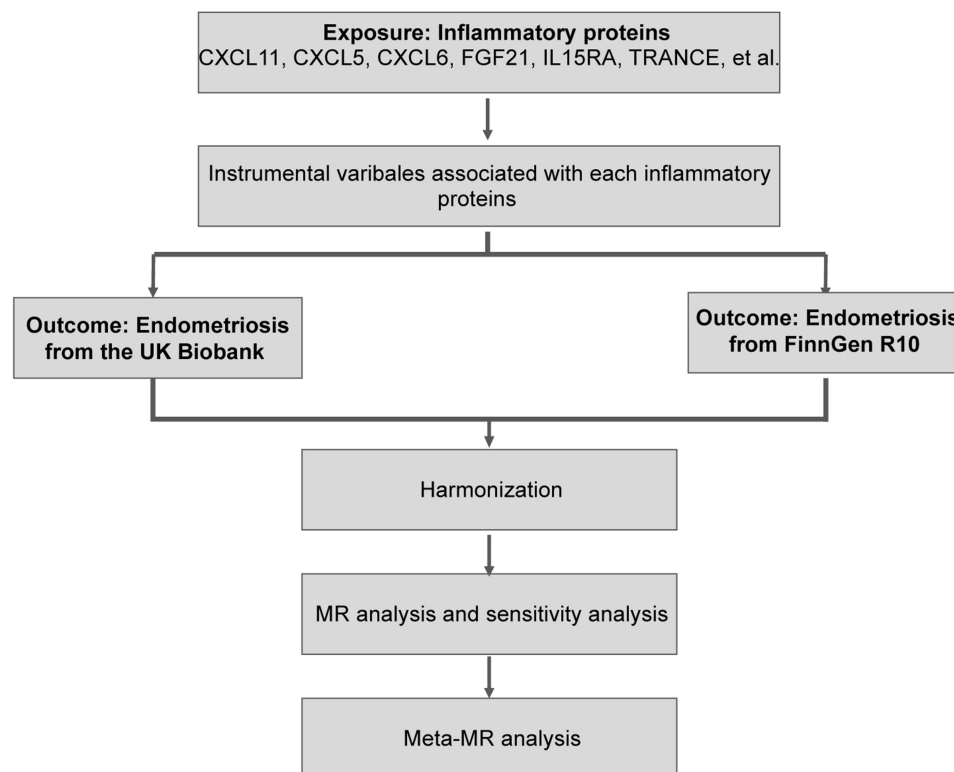 Exposure: Inflammatory proteins
CXCL11, CXCL5, CXCL6, FGF21, IL15RA, TRANCE, et al.
Instrumental varibales associated with each inflammatory
proteins
Outcome: Endometriosis
from the UK Biobank
Outcome: Endometriosis
from FinnGen R10
Harmonization
MR analysis and sensitivity analysis
Meta-MR analysis